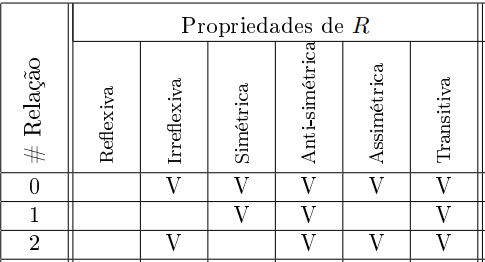 Propriedades de R
# Relação Reflexiva Irreflexiva Simétrica Anti-simétrica Assimétrica Transitiva
0 V V V V V
1 V V V
2 V V V V